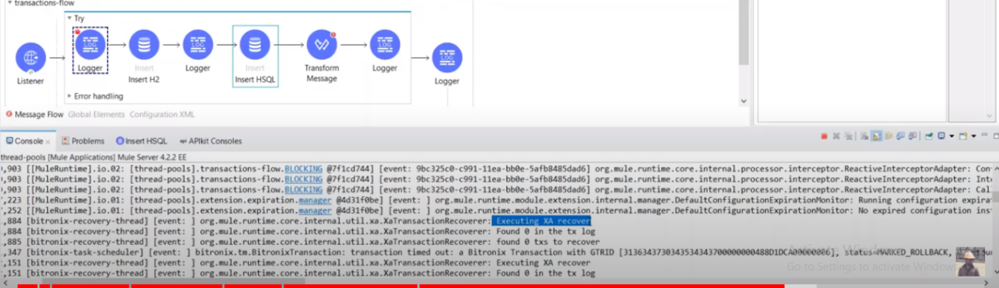 transactions-flow
Try
Listener
Logger
Insert
Insert H2
Logger
Insert
Insert HSQL
Transform
Message
Logger
Logger
Error handling
Message Flow Global Elements Configuration XML
Console Problems Insert HSQL APIkit Consoles
thread-pools [Mule Applications] Mule Server 4.2.2 EE
,903 [[MuleRuntime].io.02: [thread-pools].transactions-flow.BLOCKING @7f1cd744] [event: 9bc325c0-c991-11ea-bb0e-5afb8485dad6] org.mule.runtime.core.internal.processor.interceptor.ReactiveInterceptorAdapter: Con
,903 [[MuleRuntime].io.02: [thread-pools].transactions-flow.BLOCKING @7f1cd744] [event: 9bc325c0-c991-11ea-bb0e-5afb8485dad6] org.mule.runtime.core.internal.processor.interceptor.ReactiveInterceptorAdapter: Inte
,903 [[MuleRuntime].io.02: [thread-pools].transactions-flow.BLOCKING @7f1cd744] [event: 9bc325c0-c991-11ea-bb0e-5afb8485dad6] org.mule.runtime.core.internal.processor.interceptor.ReactiveInterceptorAdapter: Cal
,223 [[MuleRuntime].io.01: [thread-pools].extension.expiration.manager @4d31f0be] [event: ] org.mule.runtime.module.extension.internal.manager.DefaultConfigurationExpirationMonitor: Running configuration expira
,252 [[MuleRuntime].io.01: [thread-pools].extension.expiration.manager @4d31f0be] [event: ] org.mule.runtime.module.extension.internal.manager.DefaultConfigurationExpirationMonitor: No expired configuration ins
,884 [bitronix-recovery-thread] [event: ] org.mule.runtime.core.internal.util.xa.XaTransactionRecoverer: Executing XA recover
,884 [bitronix-recovery-thread] [event: ] org.mule.runtime.core.internal.util.xa.XaTransactionRecoverer: Found 0 in the tx log
,885 [bitronix-recovery-thread] [event: ] org.mule.runtime.core.internal.util.xa.XaTransactionRecoverer: found 0 txs to recover
,347 [bitronix-task-scheduler] [event: ] bitronix.tm.BitronixTransaction: transaction timed out: a Bitronix Transaction with GTRID status=MARKED_ROLLBACK,
,151 [bitronix-recovery-thread] [event: ] org.mule.runtime.core.internal.util.xa.XaTransactionRecoverer: Executing XA recover
,151 [bitronix-recovery-thread] [event: ] org.mule.runtime.core.internal.util.xa.XaTransactionRecoverer: Found 0 in the tx log
Activate Windows
Go to Settings to activate Windows